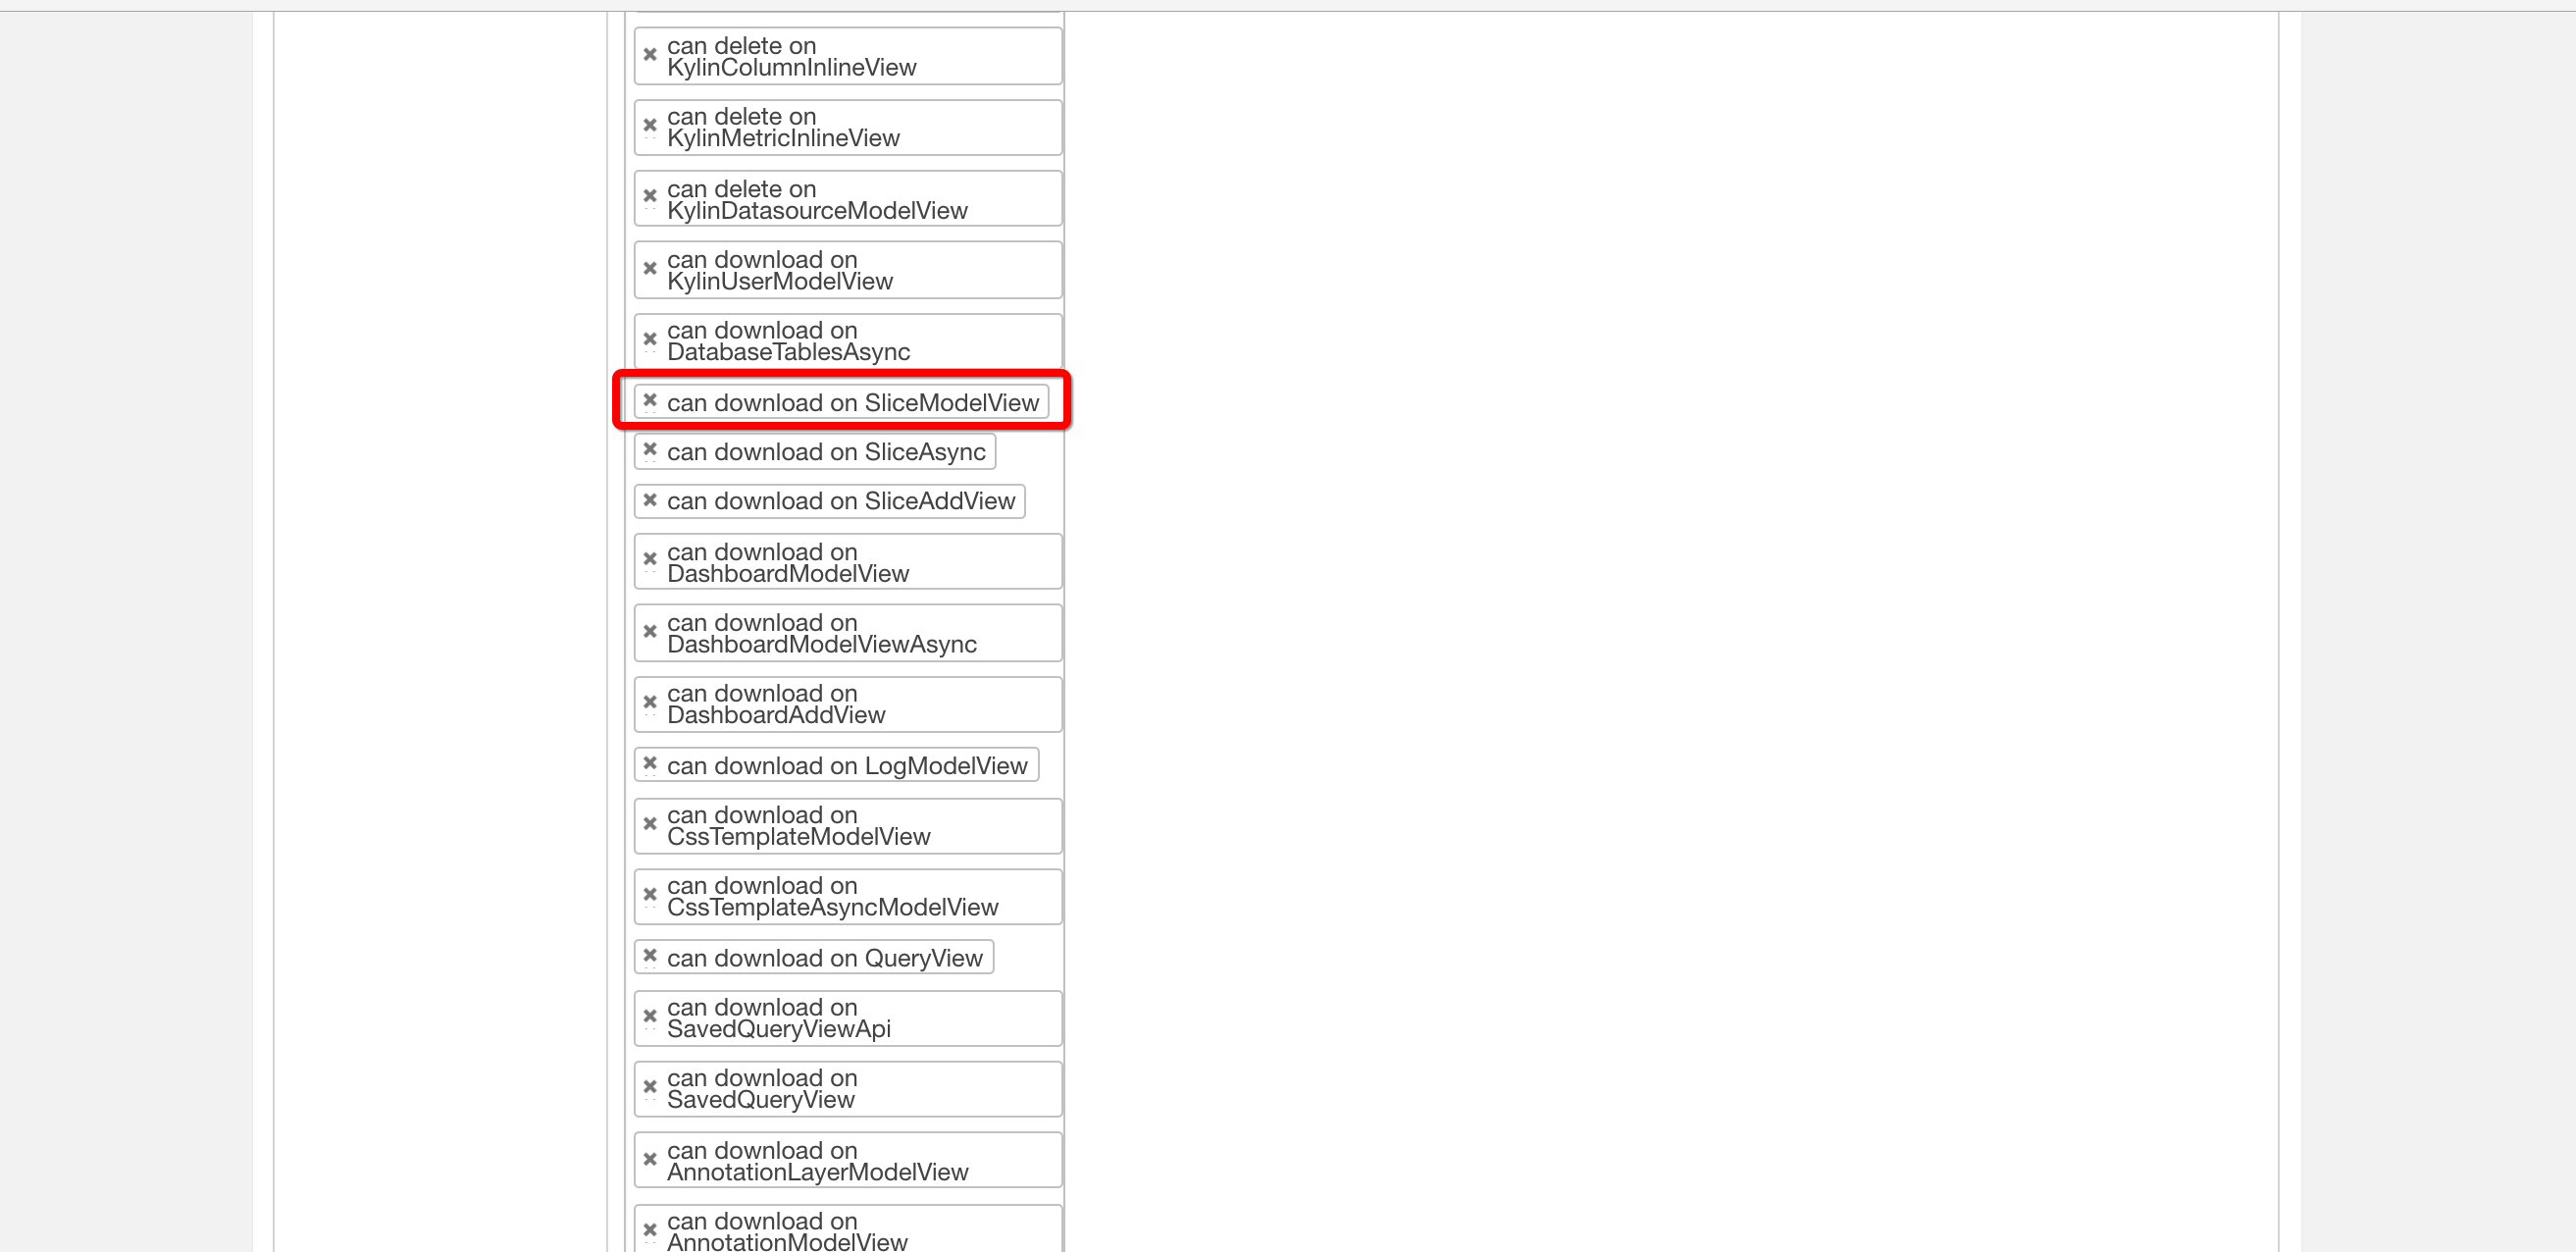 can delete on
KylinColumnInlineView
can delete on
KylinMetricInlineView
can delete on
KylinDatasourceModelView
can download on
KylinUserModelView
can download on
DatabaseTablesAsync
can download on SliceModelView
can download on SliceAsync
can download on SliceAddView
can download on
DashboardModelView
can download on
DashboardModelViewAsync
can download on
DashboardAddView
can download on LogModelView
can download on
CssTemplateModelView
can download on
CssTemplateAsyncModelView
can download on QueryView
can download on
SavedQueryViewApi
can download on
SavedQueryView
can download on
AnnotationLayerModelView
can download on
AnnotationModelView